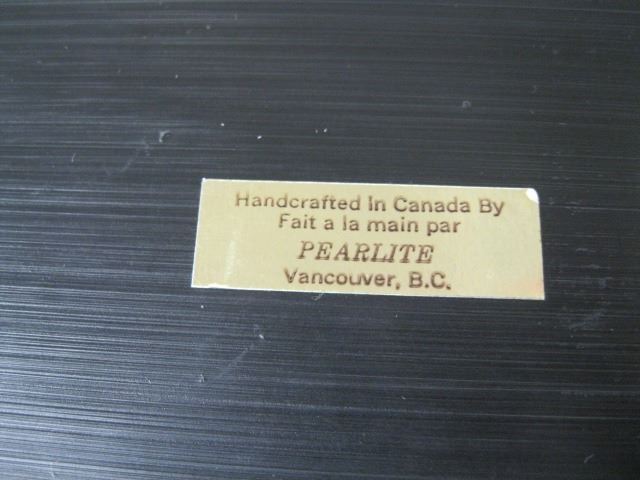 Handcrafted In Canada By
Fait a la main par
PEARLITE
Vancouver, B.C.